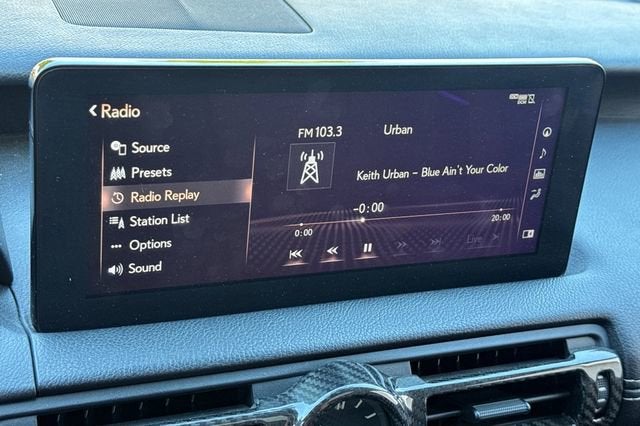 Radio
Source
Presets
Radio Replay
Station List
Options
Sound
FM 103.3
Urban
Keith Urban – Blue Ain't Your Color
-0:00
0:00
20:00
Live